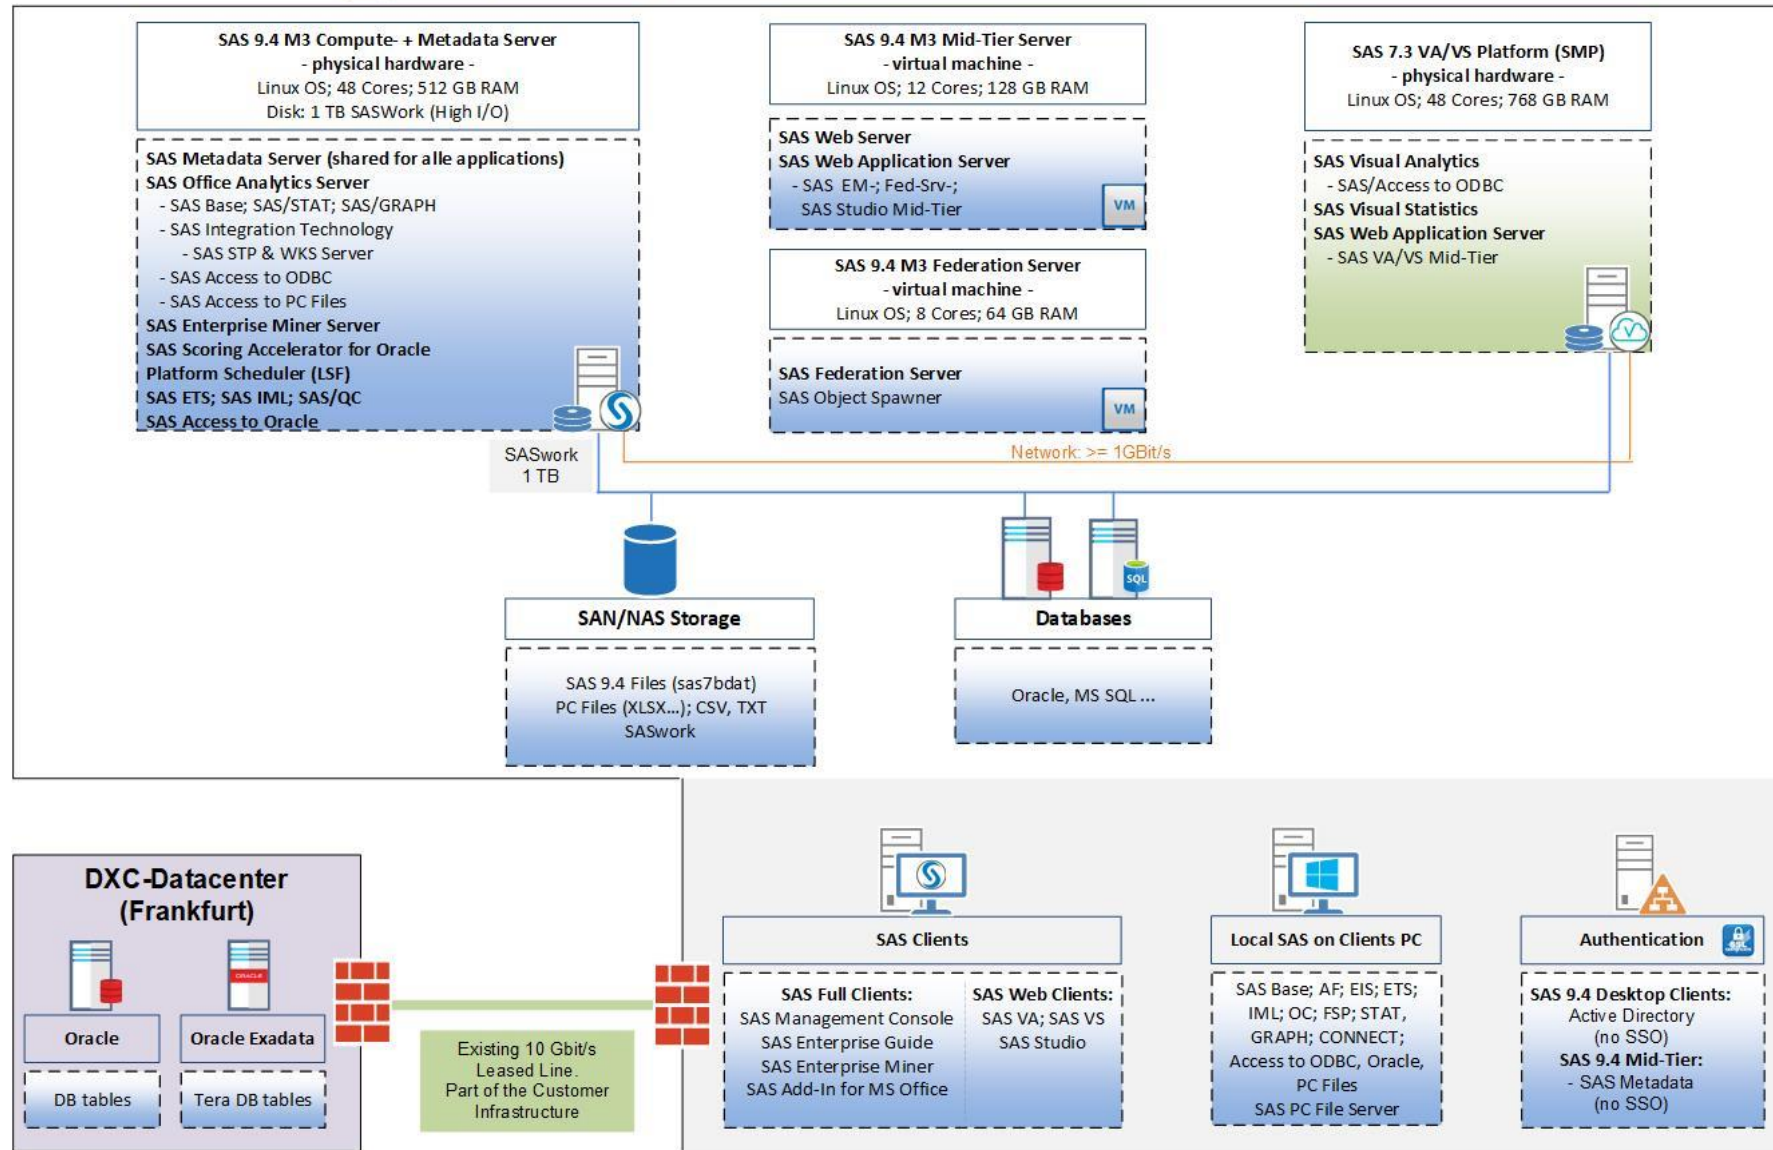 SAS 9.4 M3 Compute- + Metadata Server
- physical hardware -
Linux OS; 48 Cores; 512 GB RAM
Disk: 1 TB SASWork (High I/O)
SAS Metadata Server (shared for alle applications)
SAS Office Analytics Server
- SAS Base; SAS/STAT; SAS/GRAPH
- SAS Integration Technology
- SAS STP & WKS Server
- SAS Access to ODBC
- SAS Access to PC Files
SAS Enterprise Miner Server
SAS Scoring Accelerator for Oracle
Platform Scheduler (LSF)
SAS ETS; SAS IML; SAS/QC
SAS Access to Oracle
SASwork
1 TB
SAS 9.4 M3 Mid-Tier Server
- virtual machine -
Linux OS; 12 Cores; 128 GB RAM
SAS Web Server
SAS Web Application Server
- SAS EM-; Fed-Srv-;
SAS Studio Mid-Tier
VM
SAS 9.4 M3 Federation Server
- virtual machine -
Linux OS; 8 Cores; 64 GB RAM
SAS Federation Server
SAS Object Spawner
VM
SAS 7.3 VA/VS Platform (SMP)
- physical hardware -
Linux OS; 48 Cores; 768 GB RAM
SAS Visual Analytics
- SAS/Access to ODBC
SAS Visual Statistics
SAS Web Application Server
- SAS VA/VS Mid-Tier
V
Network: >= 1GBit/s
SAN/NAS Storage
SAS 9.4 Files (sas7bdat)
PC Files (XLSX...); CSV, TXT
SASwork
SQL
Databases
Oracle, MS SQL ...
DXC-Datacenter
(Frankfurt)
ORACLE
Oracle
DB tables
Oracle Exadata
Tera DB tables
Existing 10 Gbit/s
Leased Line.
Part of the Customer
Infrastructure
SAS Clients
SAS Full Clients:
SAS Management Console
SAS Enterprise Guide
SAS Enterprise Miner
SAS Add-In for MS Office
SAS Web Clients:
SAS VA; SAS VS
SAS Studio
Local SAS on Clients PC
SAS Base; AF; EIS; ETS;
IML; OC; FSP; STAT,
GRAPH; CONNECT;
Access to ODBC, Oracle,
PC Files
SAS PC File Server
Authentication
SSL
SAS 9.4 Desktop Clients:
Active Directory
(no SSO)
SAS 9.4 Mid-Tier:
- SAS Metadata
(no SSO)